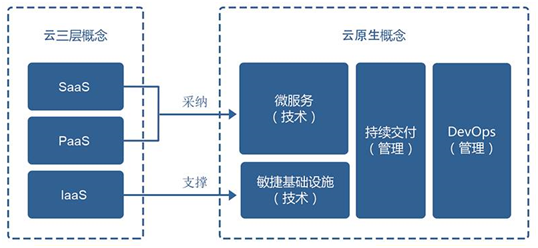 云三层概念
SaaS
PaaS
IaaS
采纳
支撑
云原生概念
微服务
（技术）
敏捷基础设施
（技术）
持续交付
（管理）
DevOps
（管理）